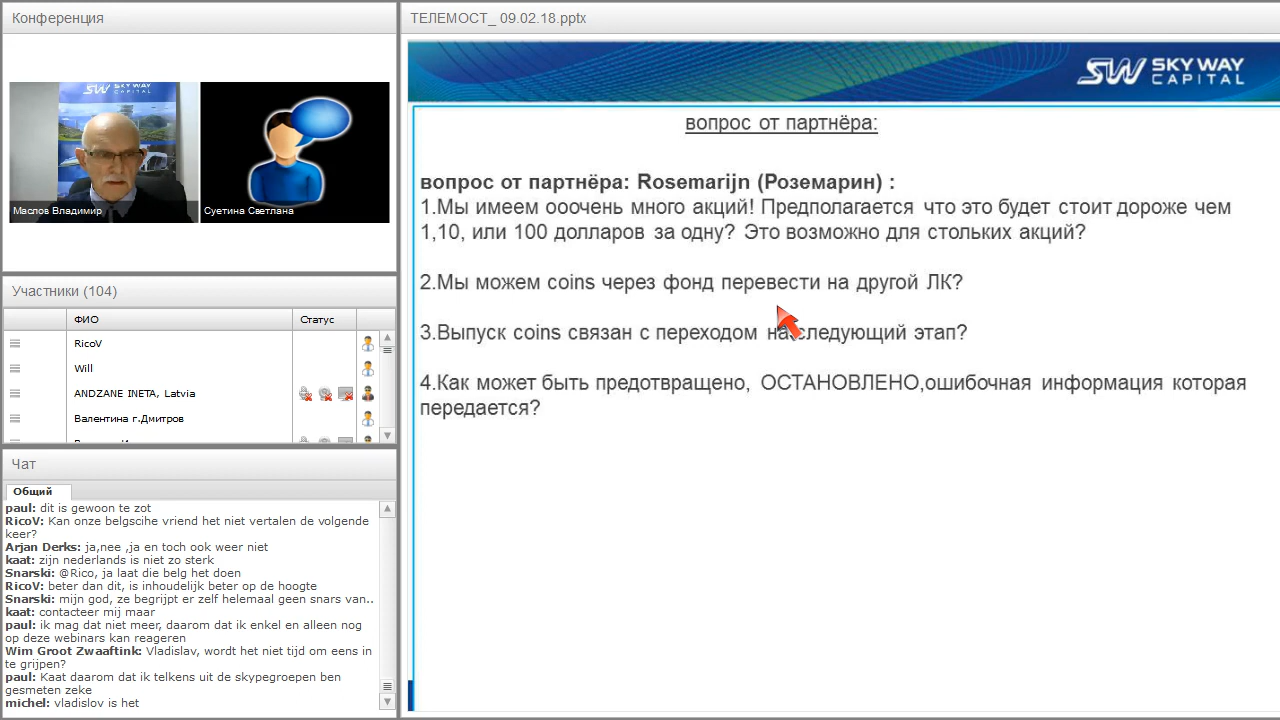 Конференция
Маслов Владимир
Суетина Светлана
Участники (104)
ФИО
Статус
RicoV
Will
ANDZANE INETA, Latvia
Валентина г.Дмитров
Чат
Общий
paul: dit is gewoon te zot
RicoV: Kan onze belgscihe vriend het niet vertalen de volgende
keer?
Arjan Derks: ja,nee ,ja en toch ook weer niet
kaat: zijn nederlands is niet zo sterk
Snarski: @Rico, ja laat die belg het doen
RicoV: beter dan dit, is inhoudelijk beter op de hoogte
Snarski: mijn god, ze begript er zelf helemaal geen snars van..
kaat: contacteer mij maar
paul: ik mag dat niet meer, daarom dat ik enkel en alleen nog
op deze webinars kan reageren
Wim Groot Zwaaftink: Vladislav, wordt het niet tijd om eens in
te grijpen?
paul: Kaat daarom dat ik telkens uit de skypegroepen ben
gesmeten zeke
michel: vladislov is het
ТЕЛЕМОСТ_ 09.02.18.pptx
SW SKY WAY
CAPITAL
вопрос от партнёра:
вопрос от партнёра: Rosemarijn (Роземарин) :
1.Мы имеем ооочень много акций! Предполагается что это будет стоит дороже чем
1,10, или 100 долларов за одну? Это возможно для стольких акций?
2.Мы можем coins через фонд перевести на другой ЛК?
3.Выпуск coins связан с переходом на следующий этап?
4.Как может быть предотвращено, ОСТАНОВЛЕНО,ошибочная информация которая
передается?